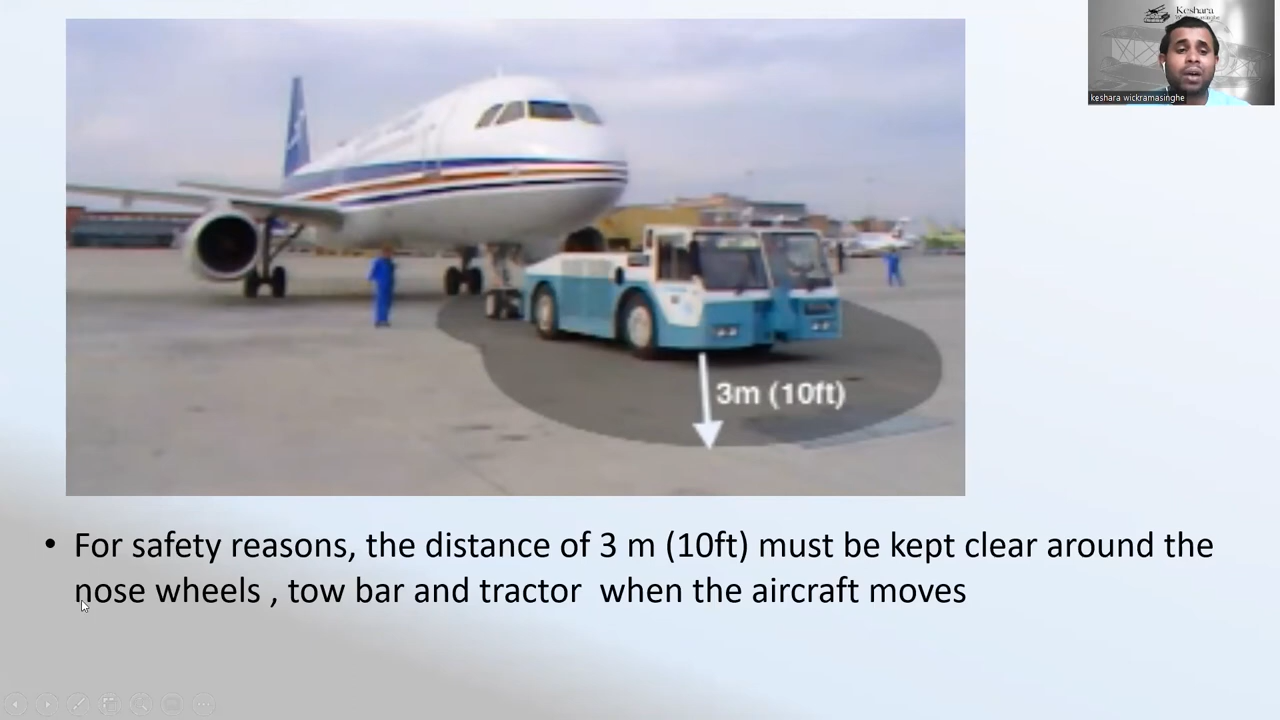 Keshara
keshara wickramasinghe
3m (10ft)
• For safety reasons, the distance of 3 m (10ft) must be kept clear around the
nose wheels , tow bar and tractor  when the aircraft moves